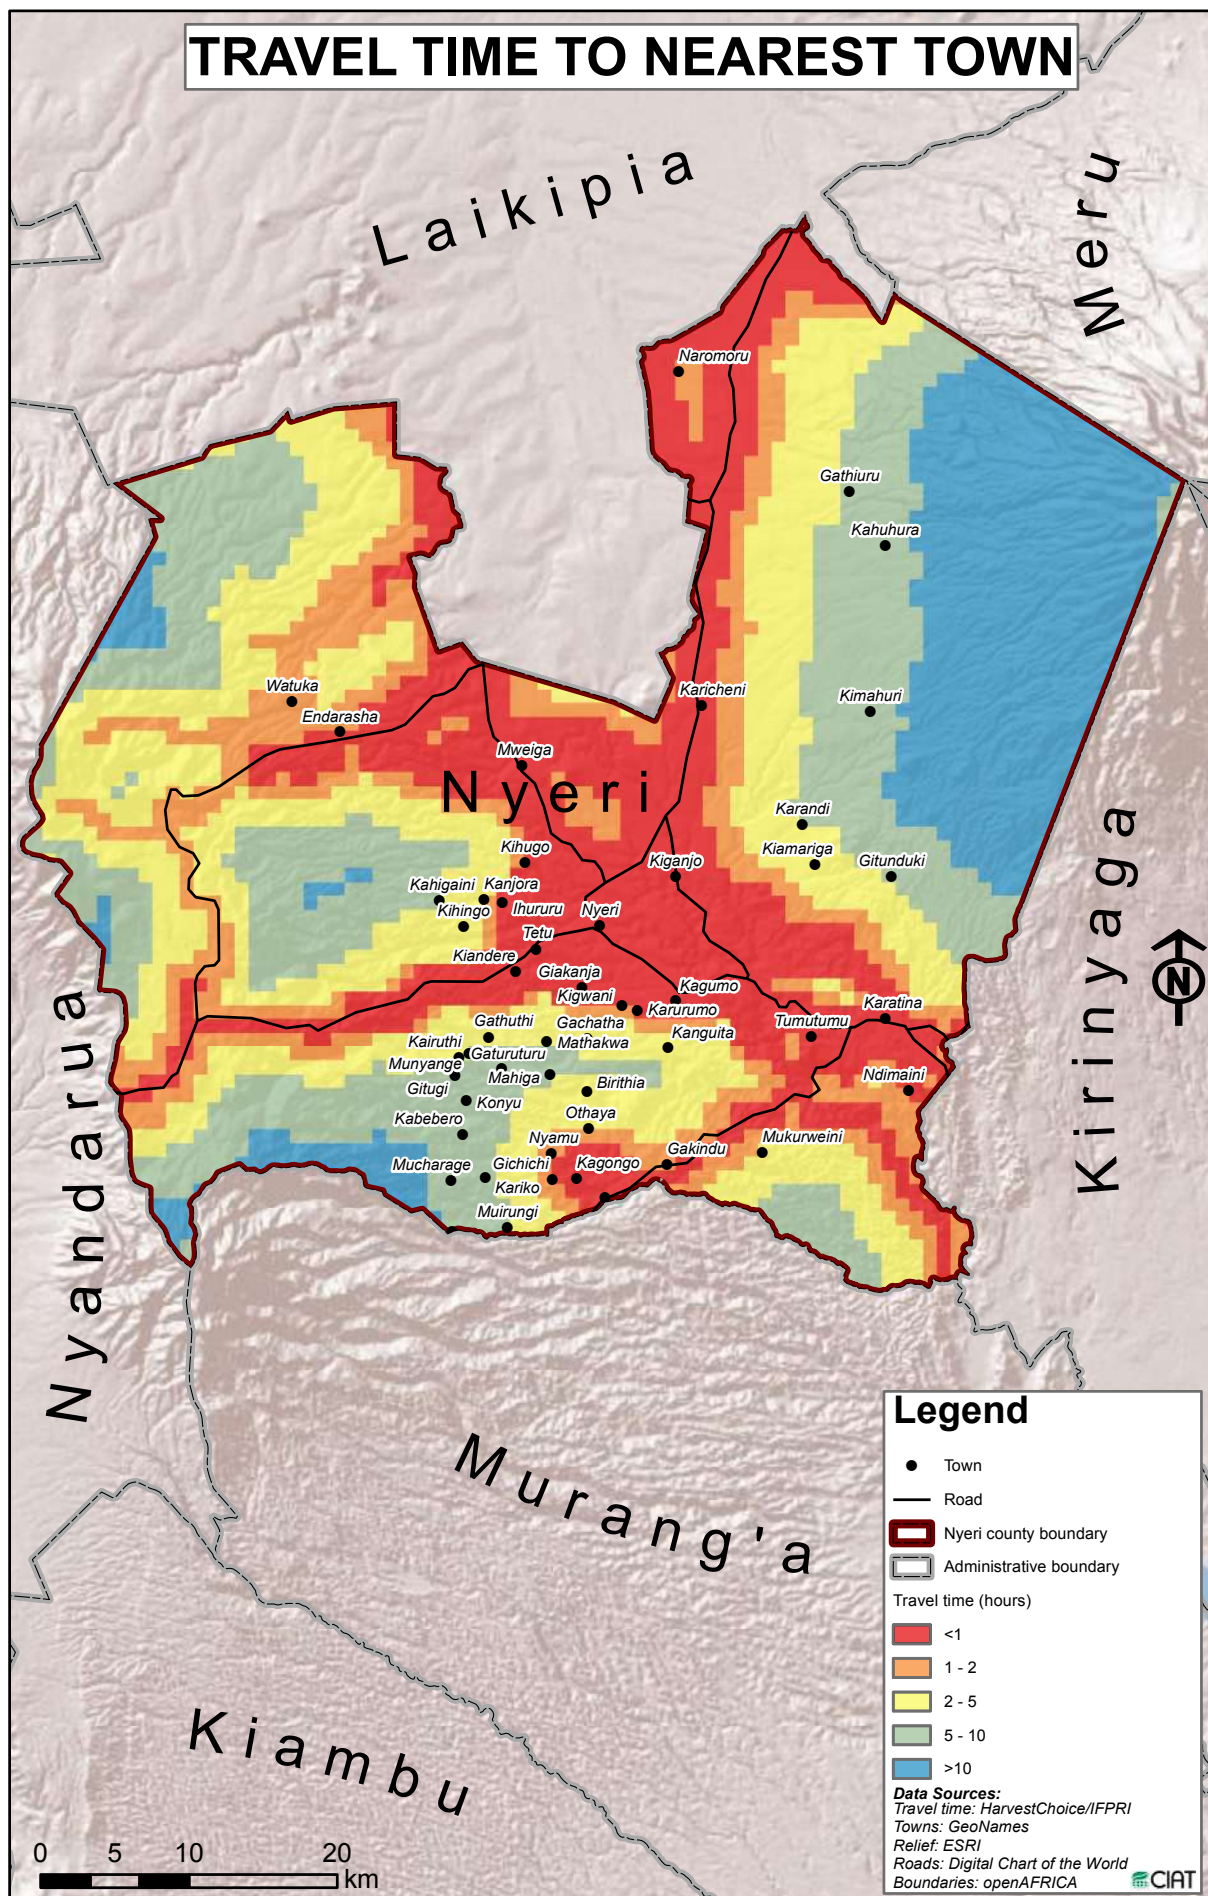 TRAVEL TIME TO NEAREST TOWN
Laikipia
Meru
Naromoru
Gathiuru
Kahuhura
Watuka
Endarasha
Karicheni
Kimahuri
Mweiga
Nyeri
Karandi
Kiamariga
Gitunduki
Kihugo
Kiganjo
Kahigaini
Kanjora
Kihingo
Ihururu
Nyeri
Tetu
Kiandere
Giakanja
Kigwani
Kagumo
Karurumo
Karatina
Gathuthi
Gachatha
Kanguita
Tumutumu
Kairuthi
Mathakwa
Gaturuturu
Munyange
Mahiga
Gitugi
Birithia
Ndimaini
Konyu
Kabebero
Othaya
Nyamu
Mukurweini
Mucharage
Gichichi
Kagongo
Gakindu
Kariko
Muirungi
Kirinyaga
N
Nyandarua
Murang'a
Kiambu
Legend
Town
Road
Nyeri county boundary
Administrative boundary
Travel time (hours)
<1
1 - 2
2 - 5
5 - 10
>10
Data Sources:
Travel time: HarvestChoice/IFPRI
Towns: GeoNames
Relief: ESRI
Roads: Digital Chart of the World
Boundaries: openAFRICA
CIAT
0 5 10 20
km